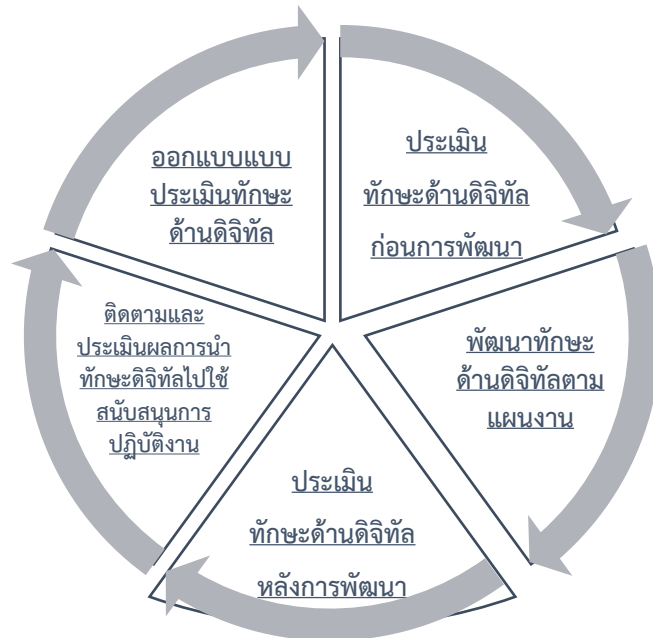 ออกแบบแบบ
ประเมินทักษะ
ด้านดิจิทัล
ประเมิน
ทักษะด้านดิจิทัล
ก่อนการพัฒนา
พัฒนาทักษะ
ด้านดิจิทัลตาม
แผนงาน
ประเมิน
ทักษะด้านดิจิทัล
หลังการพัฒนา
ติดตามและ
ประเมินผลการนำ
ทักษะดิจิทัลไปใช้
สนับสนุนการ
ปฏิบัติงาน